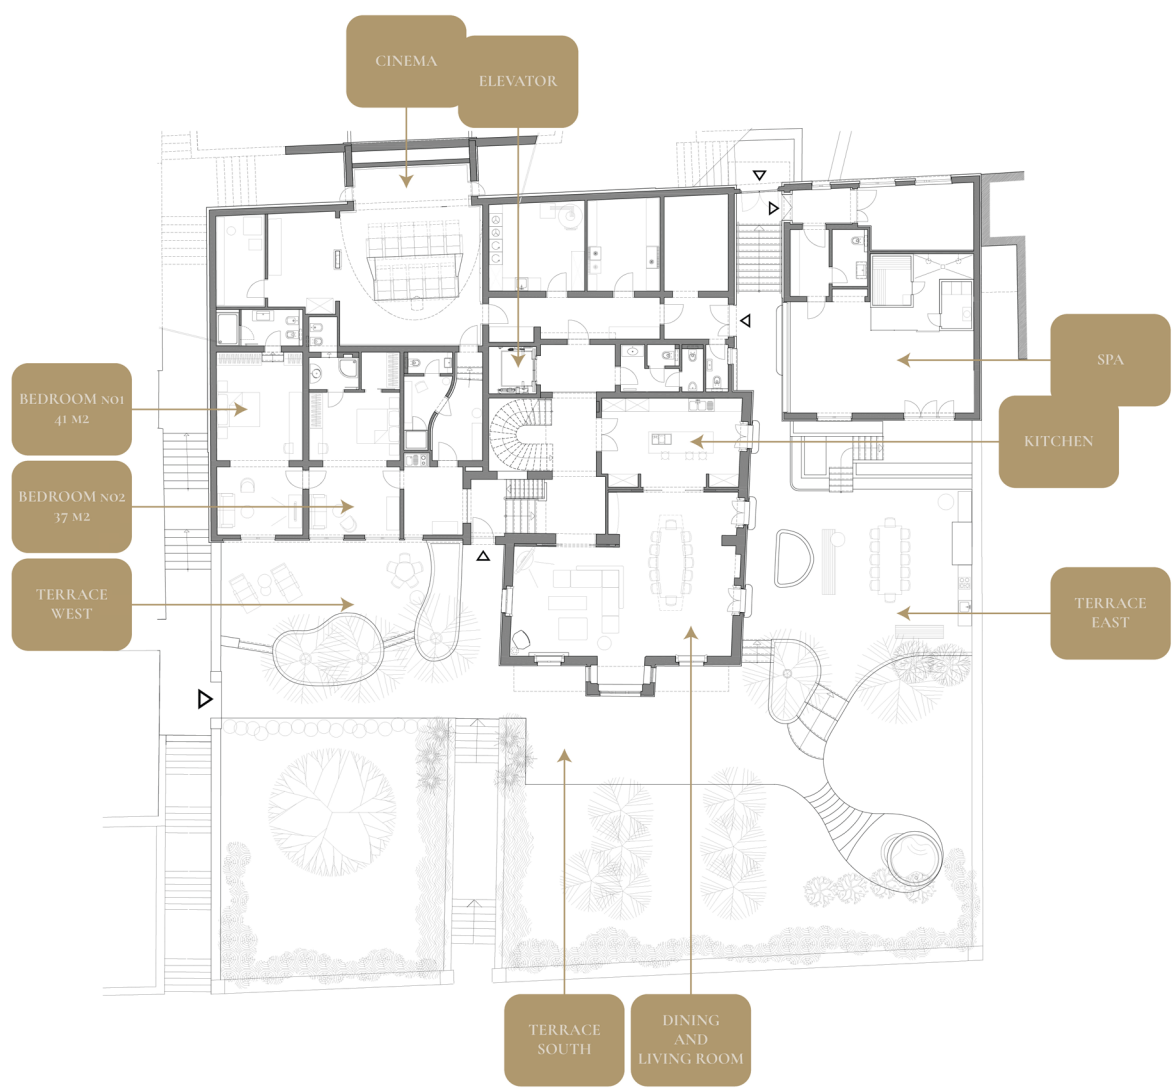 CINEMA
ELEVATOR
SPA
BEDROOM NO1
41 M2
KITCHEN
BEDROOM NO2
37 M2
TERRACE
WEST
TERRACE
EAST
TERRACE
SOUTH
DINING
AND
LIVING ROOM